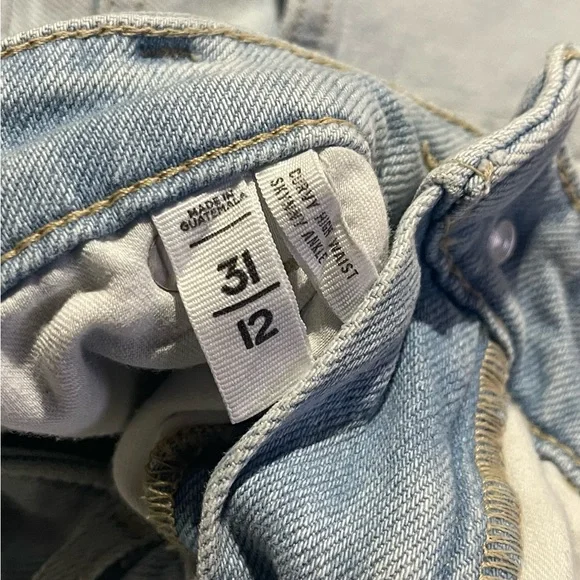 MADE IN
GUATEMALA
31
12
CURVY HIGH WAIST
SKINNY ANKLE